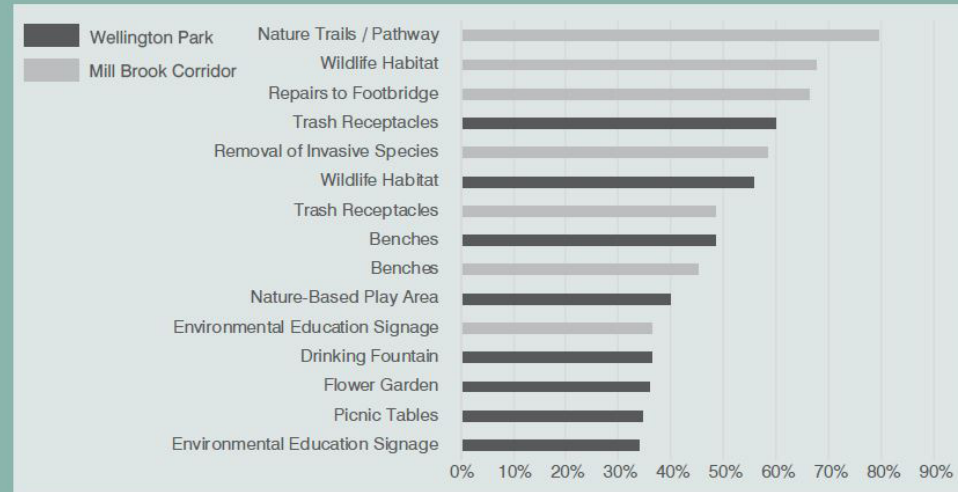 Wellington Park
Mill Brook Corridor
Nature Trails / Pathway
Wildlife Habitat
Repairs to Footbridge
Trash Receptacles
Removal of Invasive Species
Wildlife Habitat
Trash Receptacles
Benches
Benches
Nature-Based Play Area
Environmental Education Signage
Drinking Fountain
Flower Garden
Picnic Tables
Environmental Education Signage
0% 10% 20% 30% 40% 50% 60% 70% 80% 90%